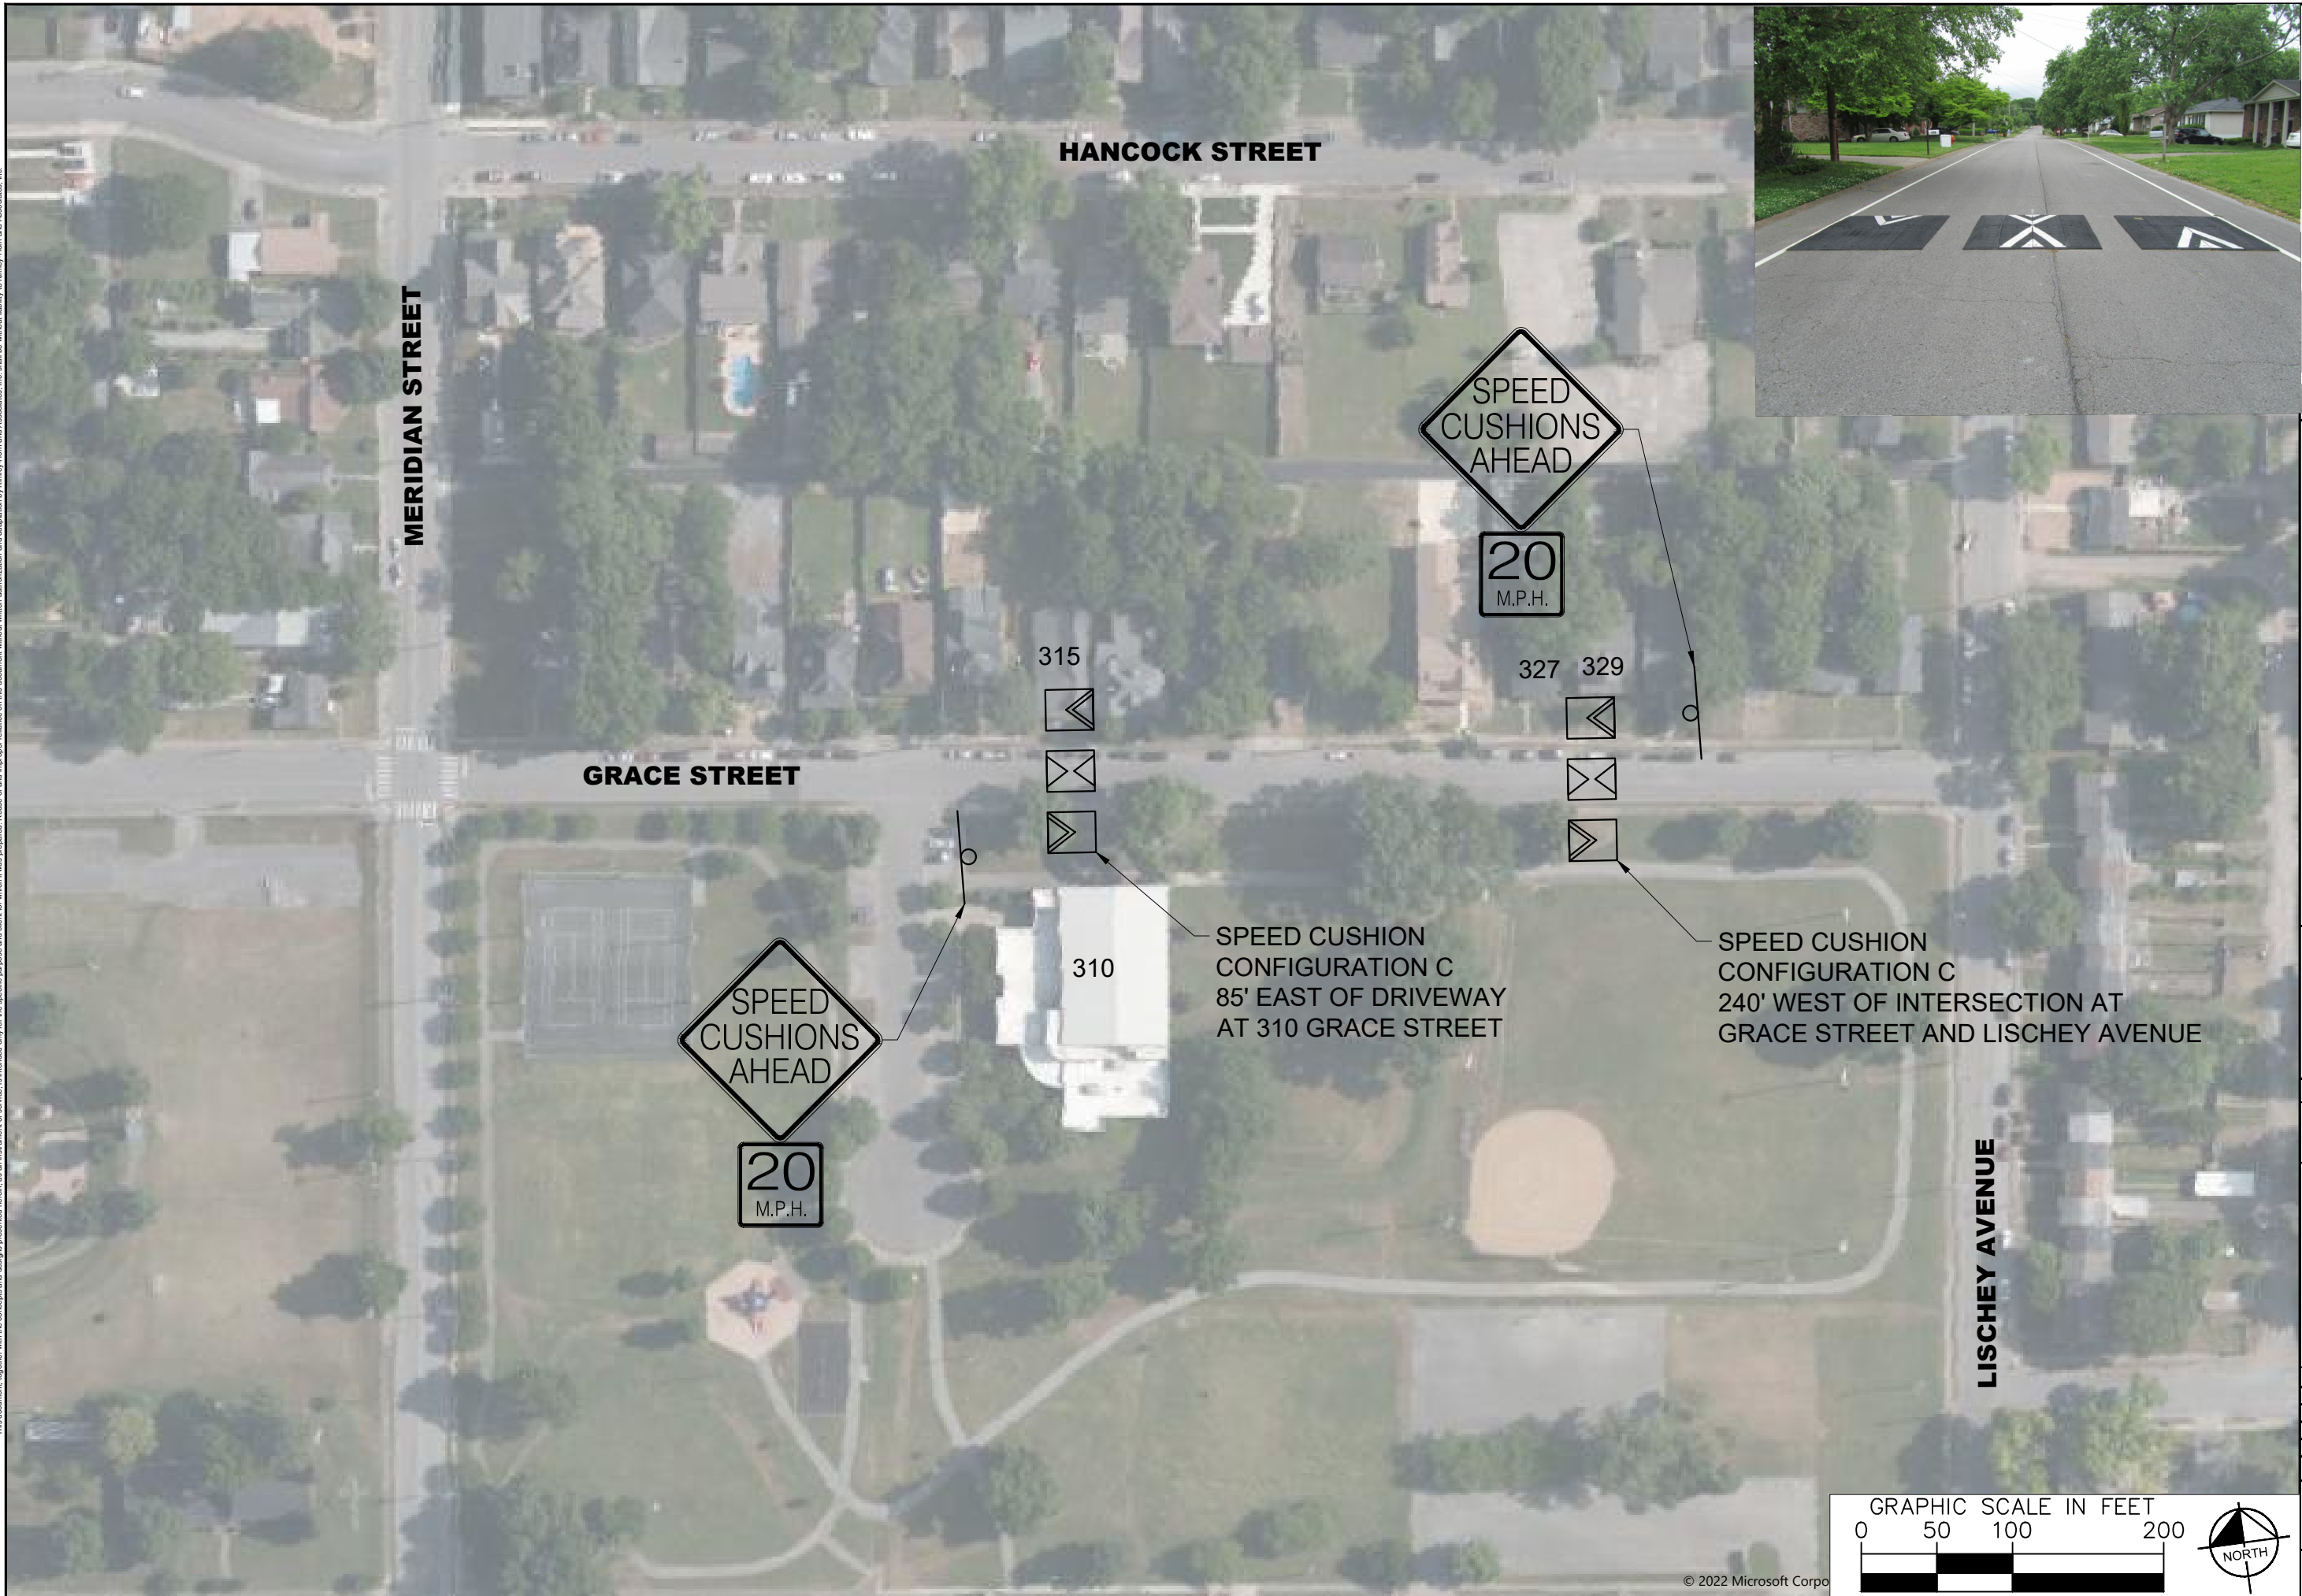 HANCOCK STREET
MERIDIAN STREET
SPEED
CUSHIONS
AHEAD
20
M.P.H.
315
327 329
GRACE STREET
SPEED CUSHION
CONFIGURATION C
85' EAST OF DRIVEWAY
AT 310 GRACE STREET
SPEED CUSHION
CONFIGURATION C
240' WEST OF INTERSECTION AT
GRACE STREET AND LISCHEY AVENUE
310
SPEED
CUSHIONS
AHEAD
20
M.P.H.
LISCHEY AVENUE
GRAPHIC SCALE IN FEET
0 50 100 200
NORTH
© 2022 Microsoft Corpo